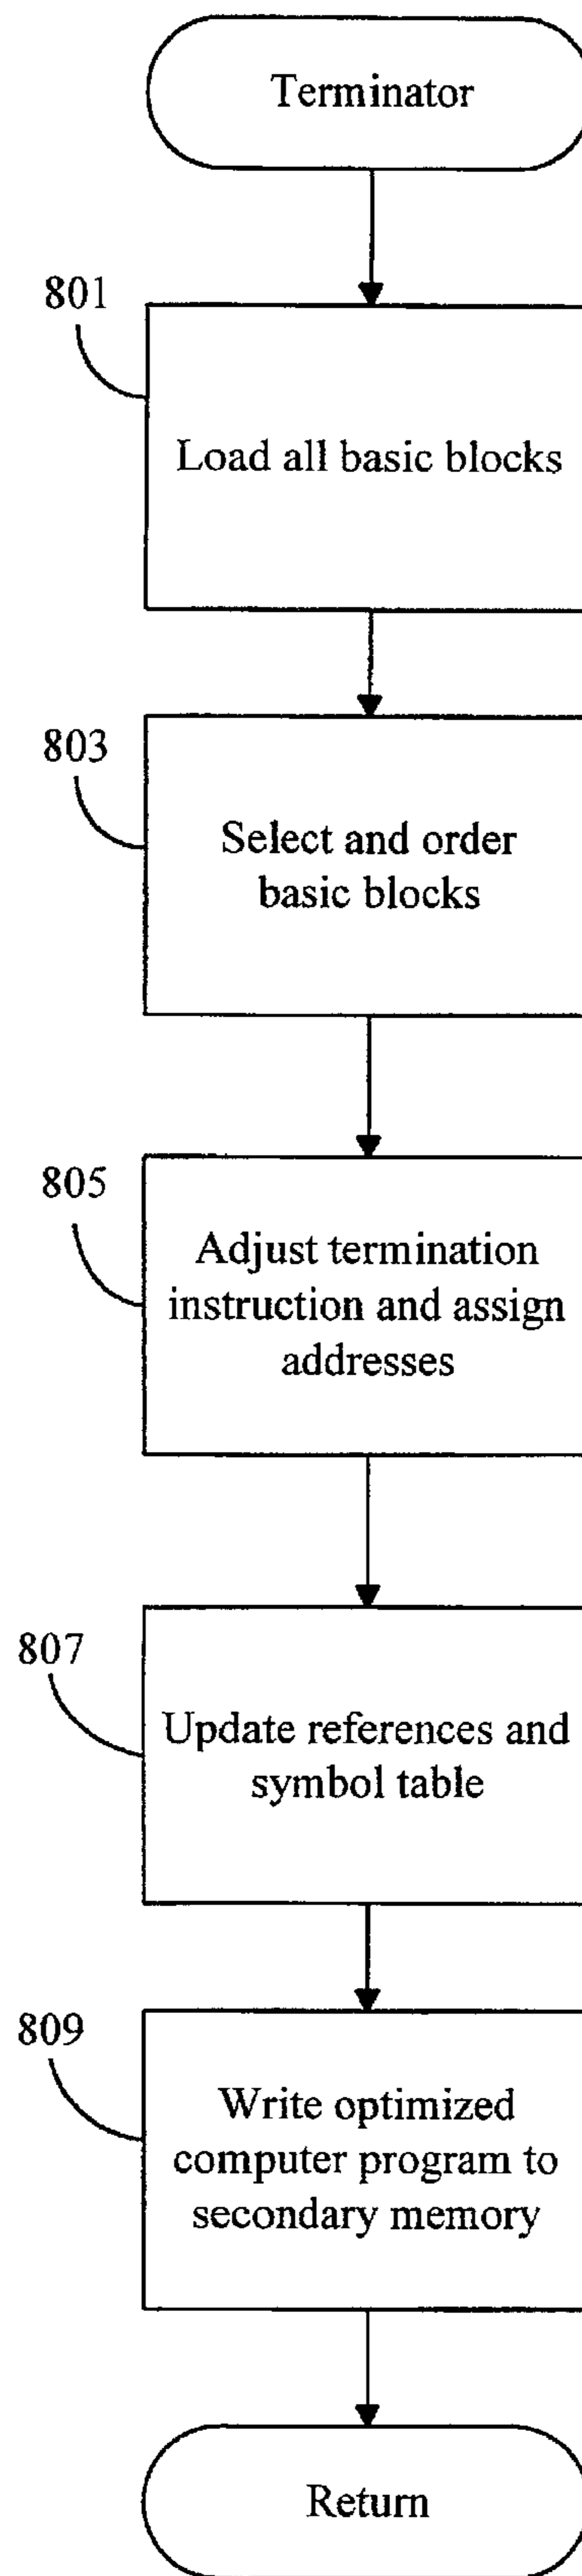 Terminator
801
Load all basic blocks
803
Select and order
basic blocks
805
Adjust termination
instruction and assign
addresses
807
Update references and
symbol table
809
Write optimized
computer program to
secondary memory
Return